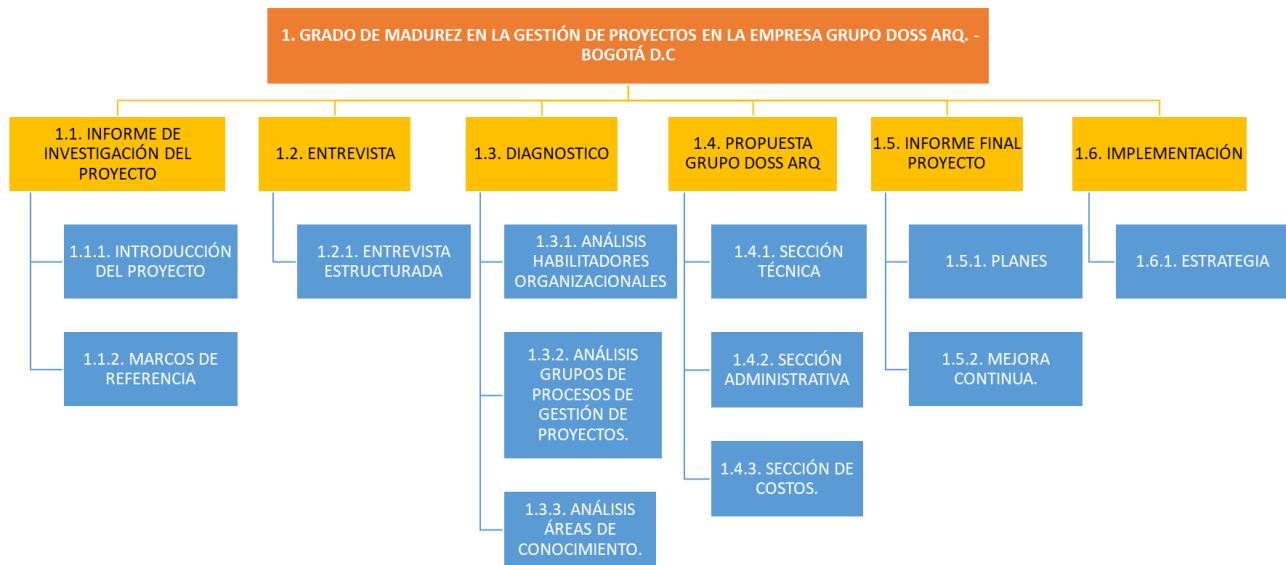 1. GRADO DE MADUREZ EN LA GESTIÓN DE PROYECTOS EN LA EMPRESA GRUPO DOSS ARQ. -
BOGOTÁ D.C
1.1. INFORME DE
INVESTIGACIÓN DEL
PROYECTO
1.1.1. INTRODUCCIÓN
DEL PROYECTO
1.1.2. MARCOS DE
REFERENCIA
1.2. ENTREVISTA
1.2.1. ENTREVISTA
ESTRUCTURADA
1.3. DIAGNOSTICO
1.3.1. ANÁLISIS
HABILITADORES
ORGANIZACIONALES
1.3.2. ANÁLISIS
GRUPOS DE
PROCESOS DE
GESTIÓN DE
PROYECTOS.
1.3.3. ANÁLISIS
ÁREAS DE
CONOCIMIENTO.
1.4. PROPUESTA
GRUPO DOSS ARQ
1.4.1. SECCIÓN
TÉCNICA
1.4.2. SECCIÓN
ADMINISTRATIVA
1.4.3. SECCIÓN DE
COSTOS.
1.5. INFORME FINAL
PROYECTO
1.5.1. PLANES
1.5.2. MEJORA
CONTINUA.
1.6. IMPLEMENTACIÓN
1.6.1. ESTRATEGIA